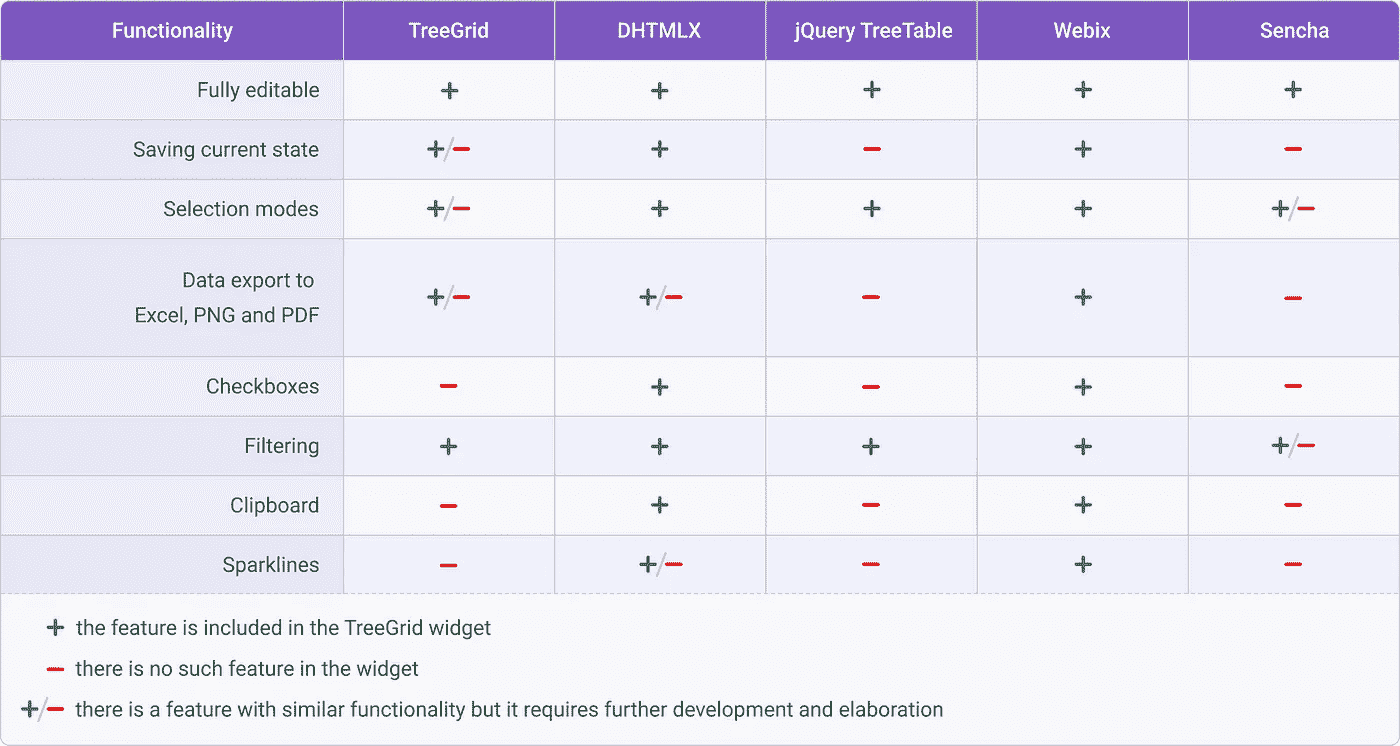 Functionality TreeGrid DHTMLX jQuery TreeTable Webix Sencha
Fully editable + + + + +
Saving current state +/− + − + −
Selection modes +/− + + + +/−
Data export to
Excel, PNG and PDF +/− +/− − + −
Checkboxes − + − + −
Filtering + + + + +/−
Clipboard − + − + −
Sparklines − +/− − + −
+ the feature is included in the TreeGrid widget
− there is no such feature in the widget
+/− there is a feature with similar functionality but it requires further development and elaboration